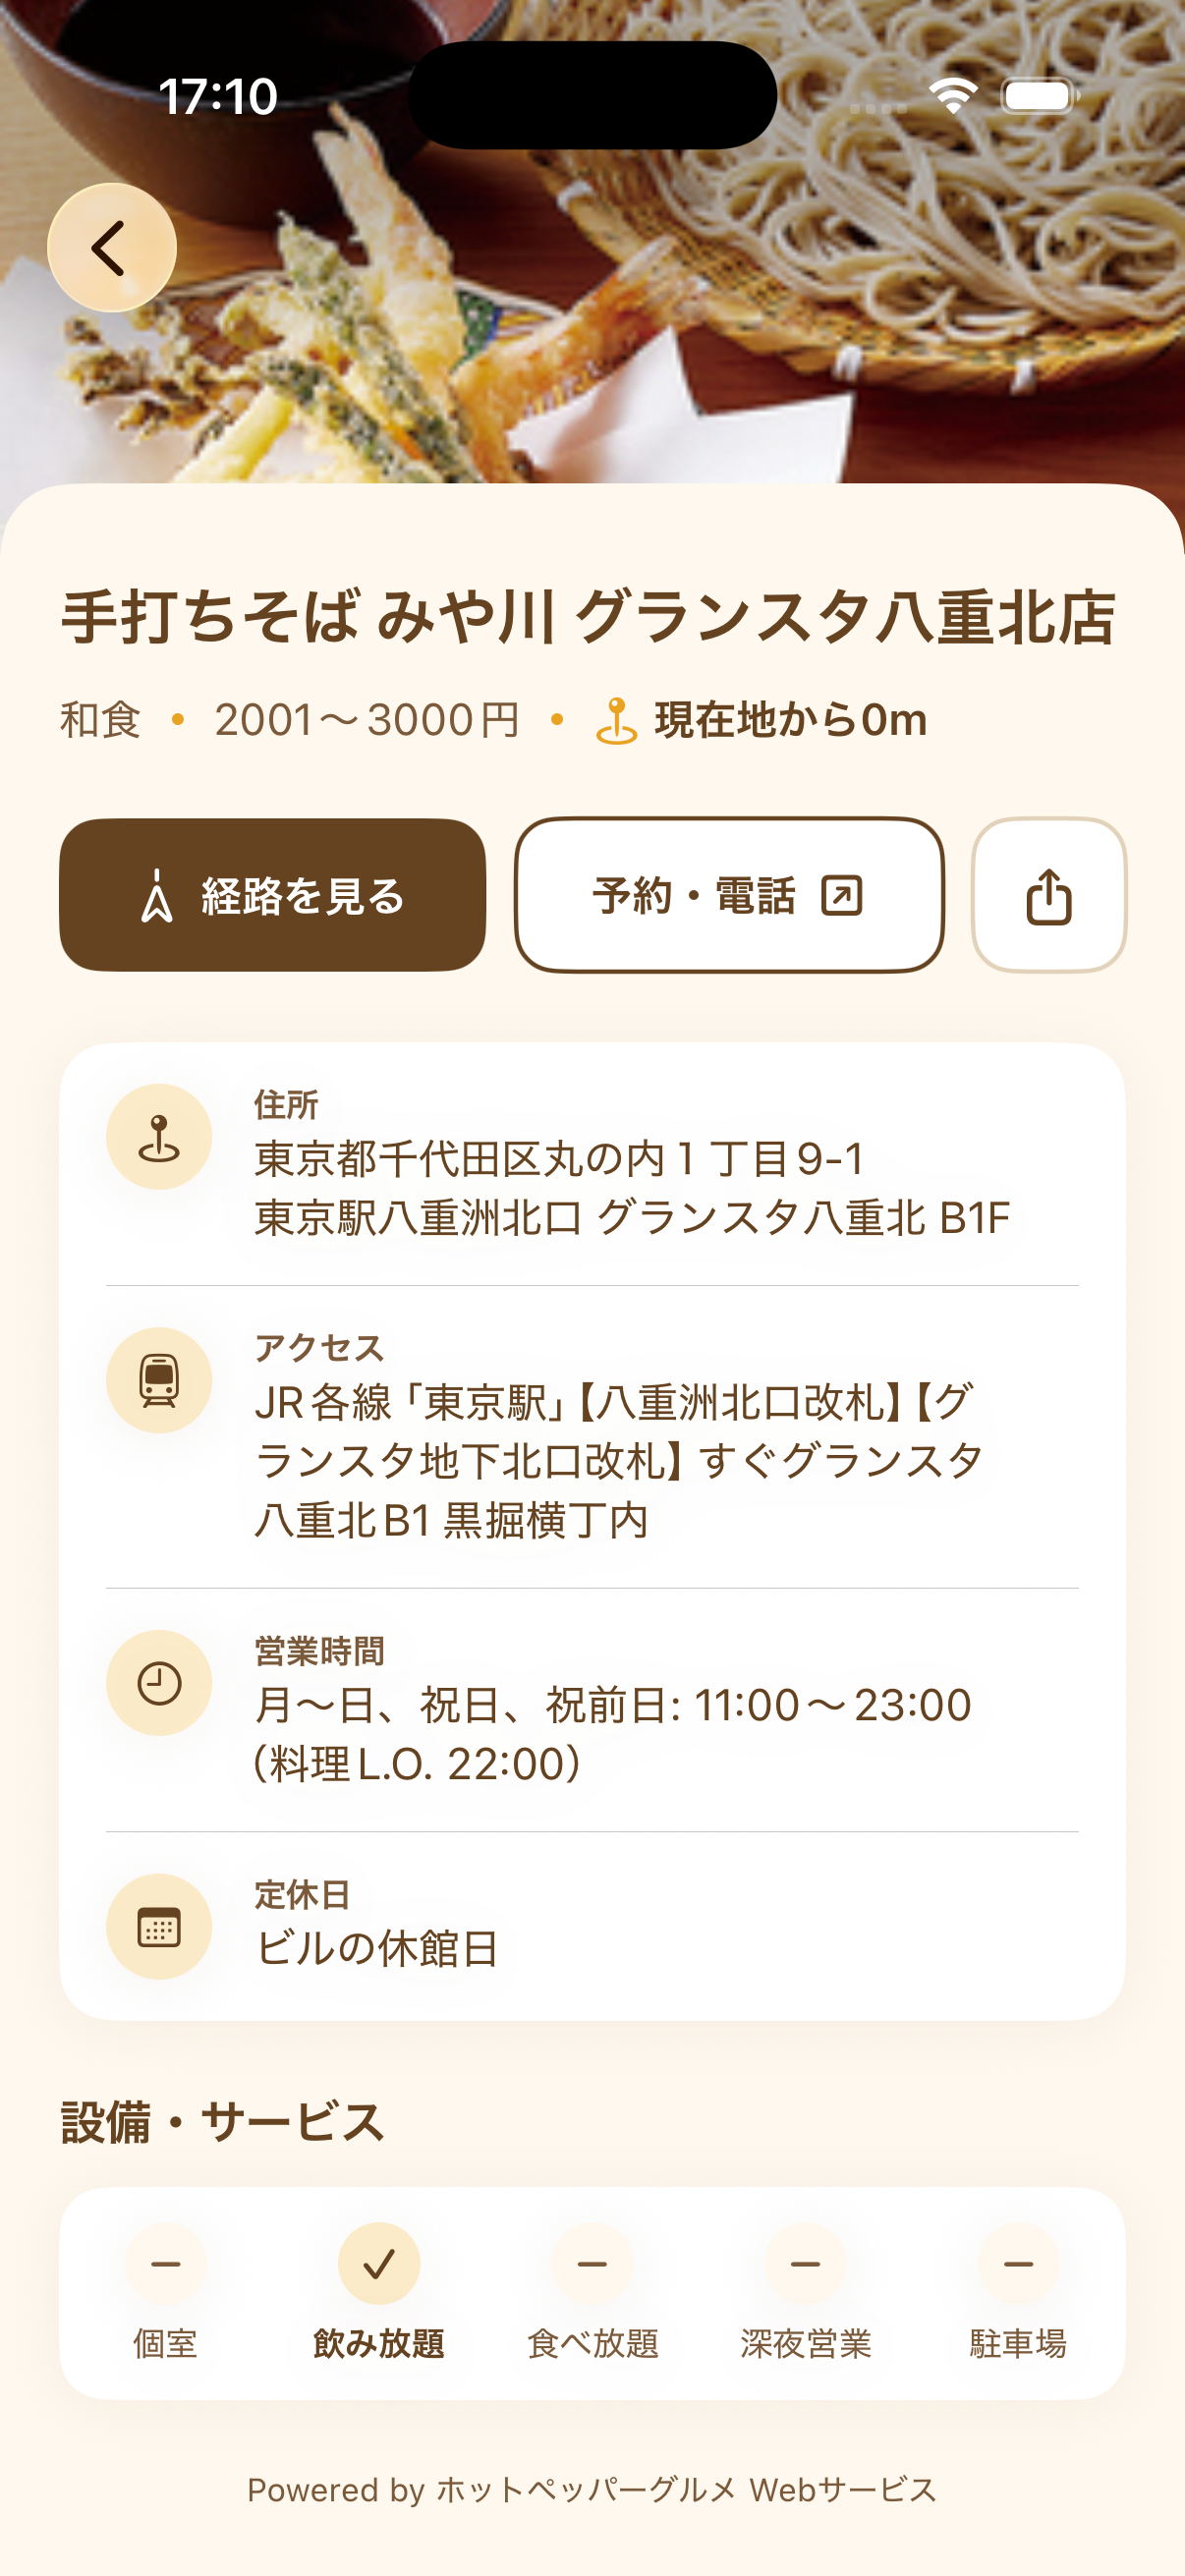 17:10
手打ちそば みや川 グランスタ八重北店
和食 • 2001～3000円 • 現在地から0m
経路を見る
予約・電話
住所
東京都千代田区丸の内１丁目9-1
東京駅八重洲北口 グランスタ八重北 B1F
アクセス
JR各線「東京駅」【八重洲北口改札】【グ
ランスタ地下北口改札】すぐグランスタ
八重北B1 黒掘横丁内
営業時間
月～日、祝日、祝前日: 11:00～23:00
（料理L.O. 22:00）
定休日
ビルの休館日
設備・サービス
個室
飲み放題
食べ放題
深夜営業
駐車場
Powered by ホットペッパーグルメ Webサービス